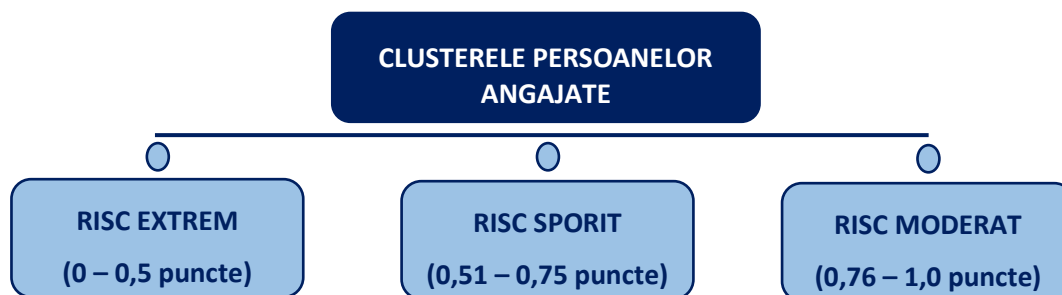 CLUSTERELE PERSOANELOR
ANGAJATE
RISC EXTREM
(0 – 0,5 puncte)
RISC SPORIT
(0,51 – 0,75 puncte)
RISC MODERAT
(0,76 – 1,0 puncte)